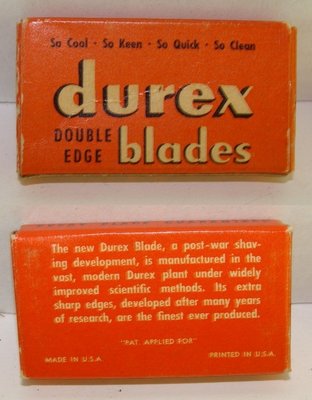 So Cool · So Keen · So Quick · So Clean
durex
DOUBLE EDGE blades
The new Durex Blade, a post-war shav-
ing development, is manufactured in the
vast, modern Durex plant under widely
improved scientific methods. Its extra
sharp edges, developed after many years
of research, are the finest ever produced.
"PAT. APPLIED FOR"
MADE IN U.S.A.
PRINTED IN U.S.A.